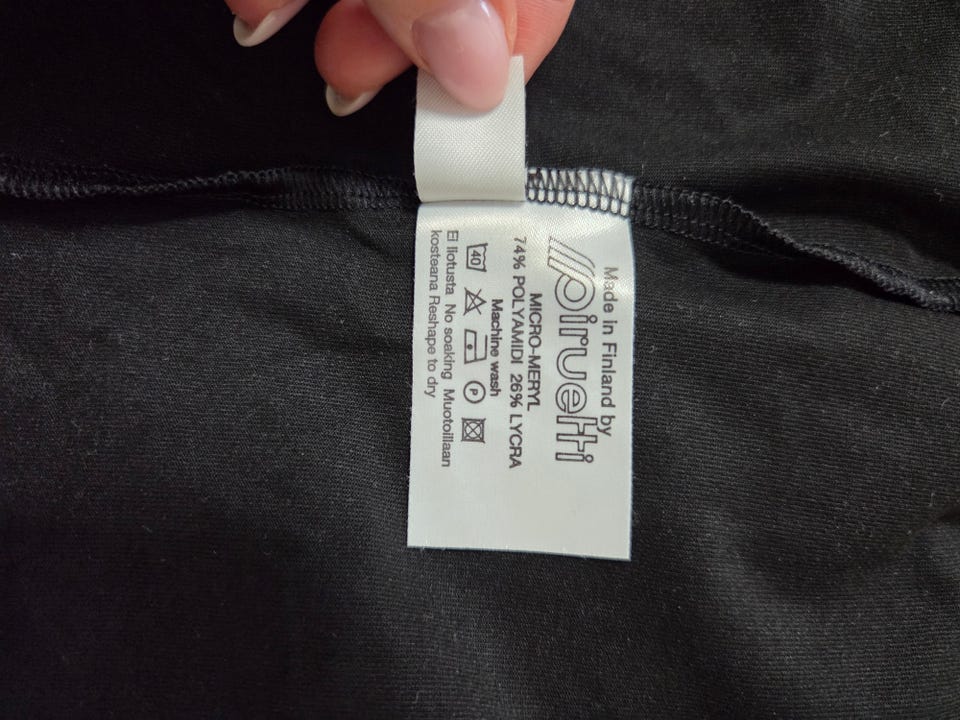 Made in Finland by
piruetti
MICRO-MERYL
74% POLYAMIDI 26% LYCRA
Machine wash
40 P
Ei liotusta No soaking Muotoillaan
kosteana Reshape to dry